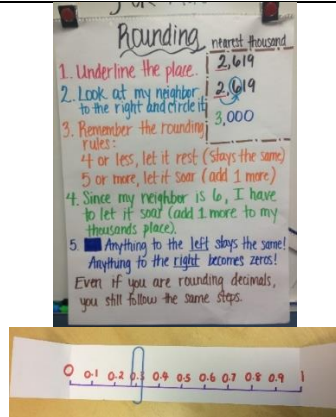 Rounding
nearest thousand
2,619
2,619
3,000
1. Underline the place.
2. Look at my neighbor
to the right and circle it.
3. Remember the rounding
rules:
4 or less, let it rest (stays the same)
5 or more, let it soar (add 1 more)
4. Since my neighbor is 6, I have
to let it soar (add 1 more to my
thousands place).
5. Anything to the left stays the same!
Anything to the right becomes zeros!
Even if you are rounding decimals,
you still follow the same steps.
0 0.1 0.2 0.3 0.4 0.5 0.6 0.7 0.8 0.9 1